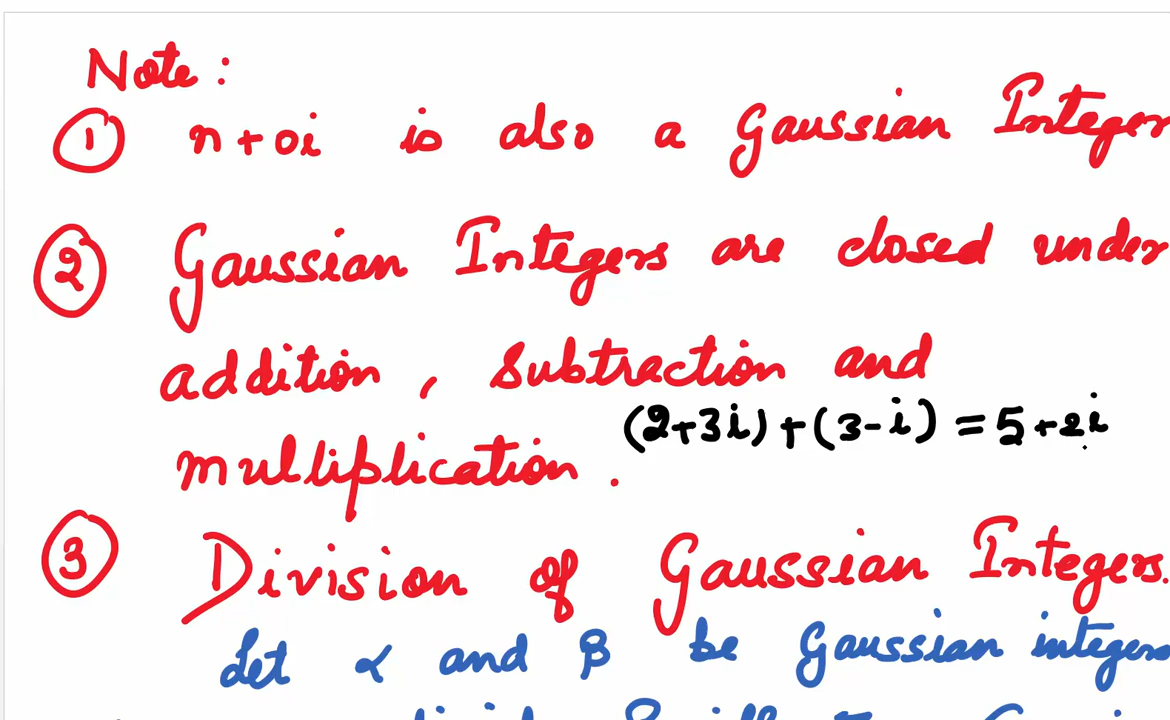 Note :
① n + 0i is also a Gaussian Integer
② Gaussian Integers are closed under
addition , Subtraction and
(2+3i) + (3-i) = 5+2i
multiplication .
③ Division of Gaussian Integers.
Let α and β be Gaussian integers